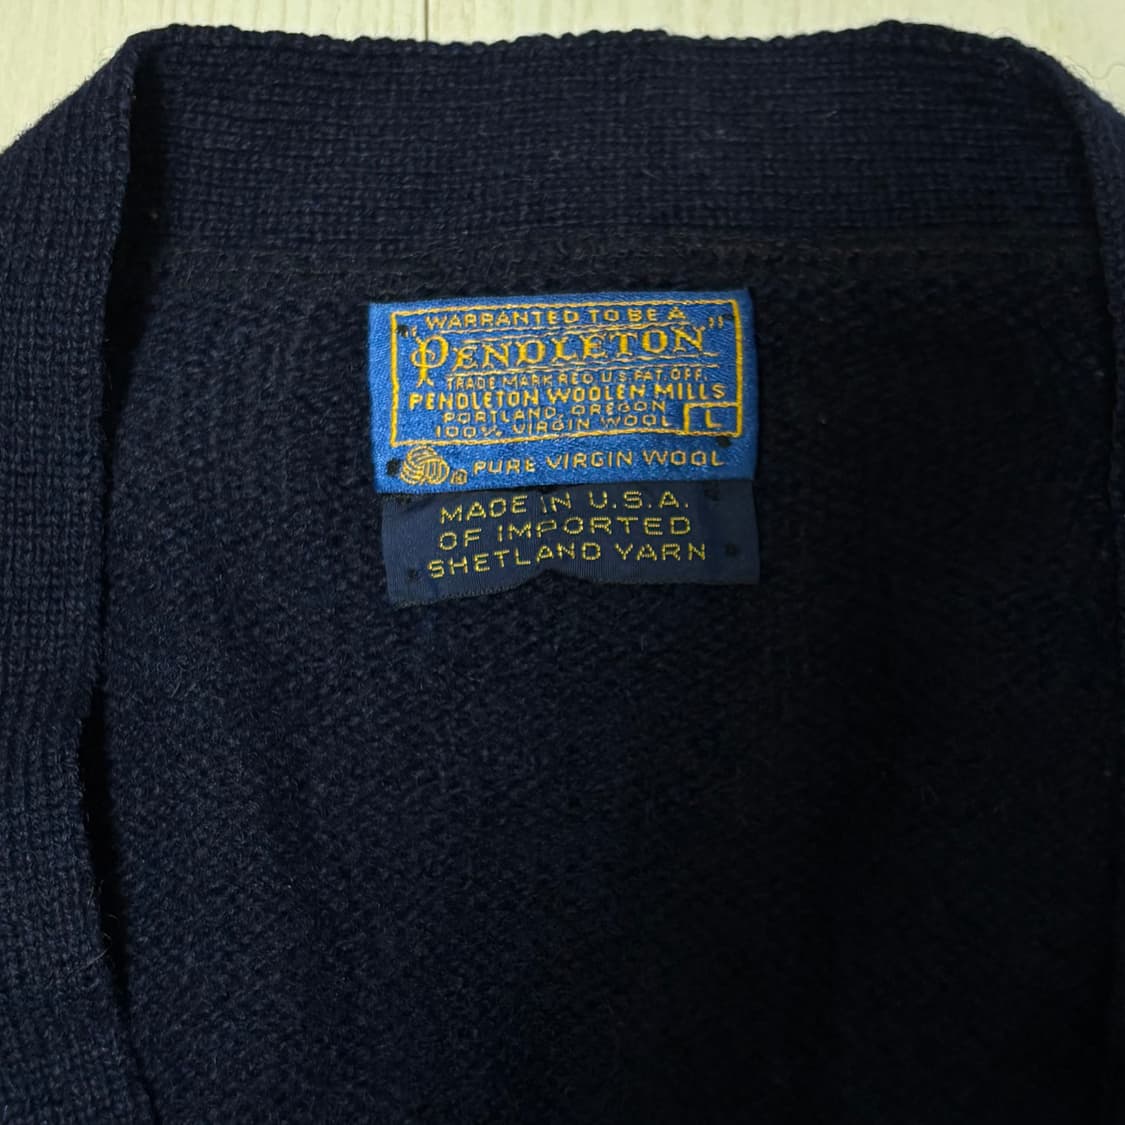 "WARRANTED TO BE A
PENDLETON"
TRADE MARK REG U.S. PAT. OFF.
PENDLETON WOOLEN MILLS
PORTLAND, OREGON
100% VIRGIN WOOL L
R PURE VIRGIN WOOL
MADE IN U.S.A.
OF IMPORTED
SHETLAND YARN